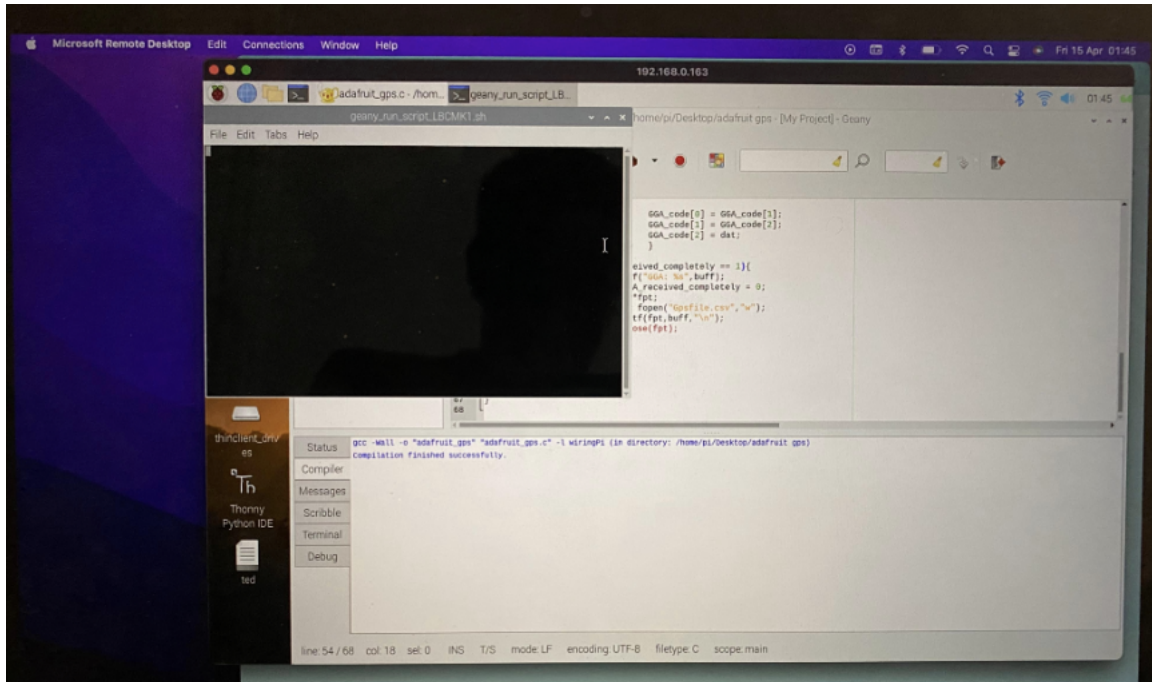 Microsoft Remote Desktop Edit Connections Window Help Fri 15 Apr 01:45
192.168.0.163
adafruit_gps.c - /hom... geany_run_script_LB... 01:45
geany_run_script_LBCMK1.sh
home/pi/Desktop/adafruit gps - [My Project] - Geany
File Edit Tabs Help
GGA_code[0] = GGA_code[1];
GGA_code[1] = GGA_code[2];
GGA_code[2] = dat;
}
eived_completely == 1){
f("GGA: %s",buff);
A_received_completely = 0;
*fpt;
fopen("Gpsfile.csv","w");
tf(fpt,buff,"\n");
ose(fpt);
67
68 }
gcc -Wall -o "adafruit_gps" "adafruit_gps.c" -l wiringPi (in directory: /home/pi/Desktop/adafruit gps)
Compilation finished successfully.
thinclient_driv
es
Th
Thonny
Python IDE
ted
Status
Compiler
Messages
Scribble
Terminal
Debug
line: 54 / 68 col: 18 sel: 0 INS T/S mode: LF encoding: UTF-8 filetype: C scope: main